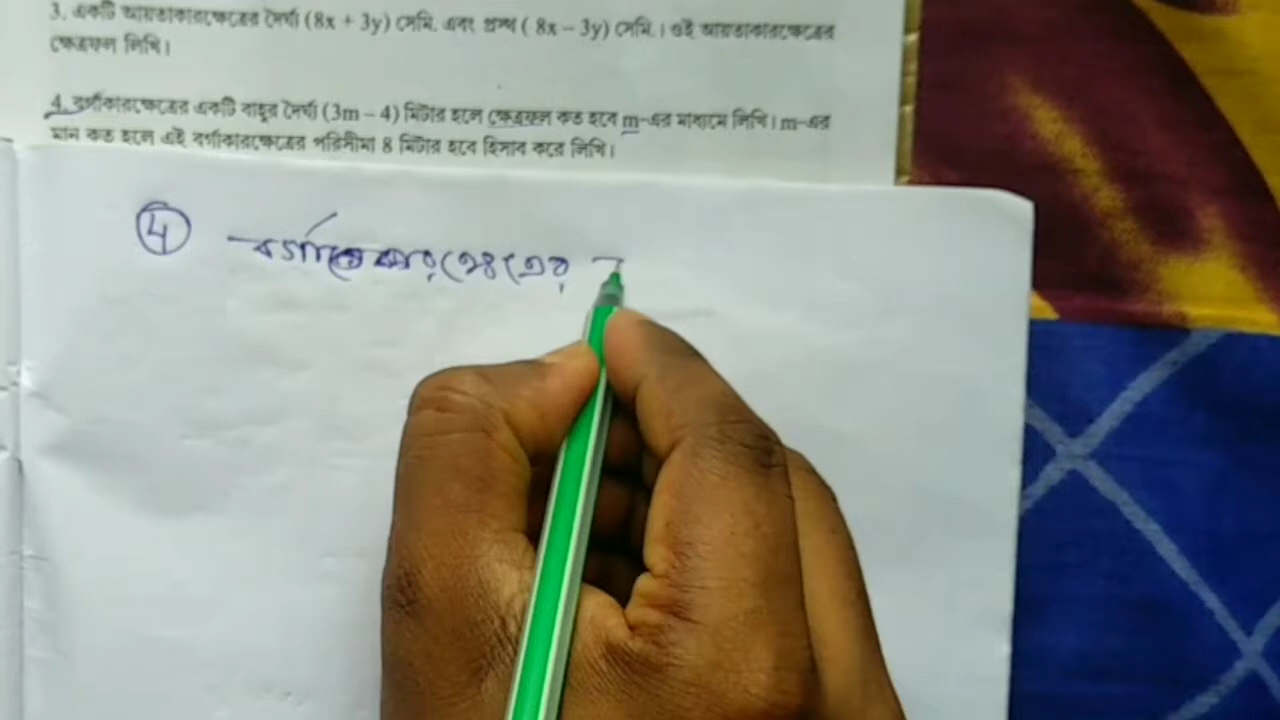 3. একটি আয়তাকারক্ষেত্রের দৈর্ঘ্য (8x + 3y) সেমি. এবং প্রস্থ ( 8x – 3y) সেমি.। ওই আয়তাকারক্ষেত্রের
ক্ষেত্রফল লিখি।
4. বর্গাকারক্ষেত্রের একটি বাহুর দৈর্ঘ্য (3m – 4) মিটার হলে ক্ষেত্রফল কত হবে m-এর মাধ্যমে লিখি। m-এর
মান কত হলে এই বর্গাকারক্ষেত্রের পরিসীমা 8 মিটার হবে হিসাব করে লিখি।
4 বর্গাকারক্ষেত্রের